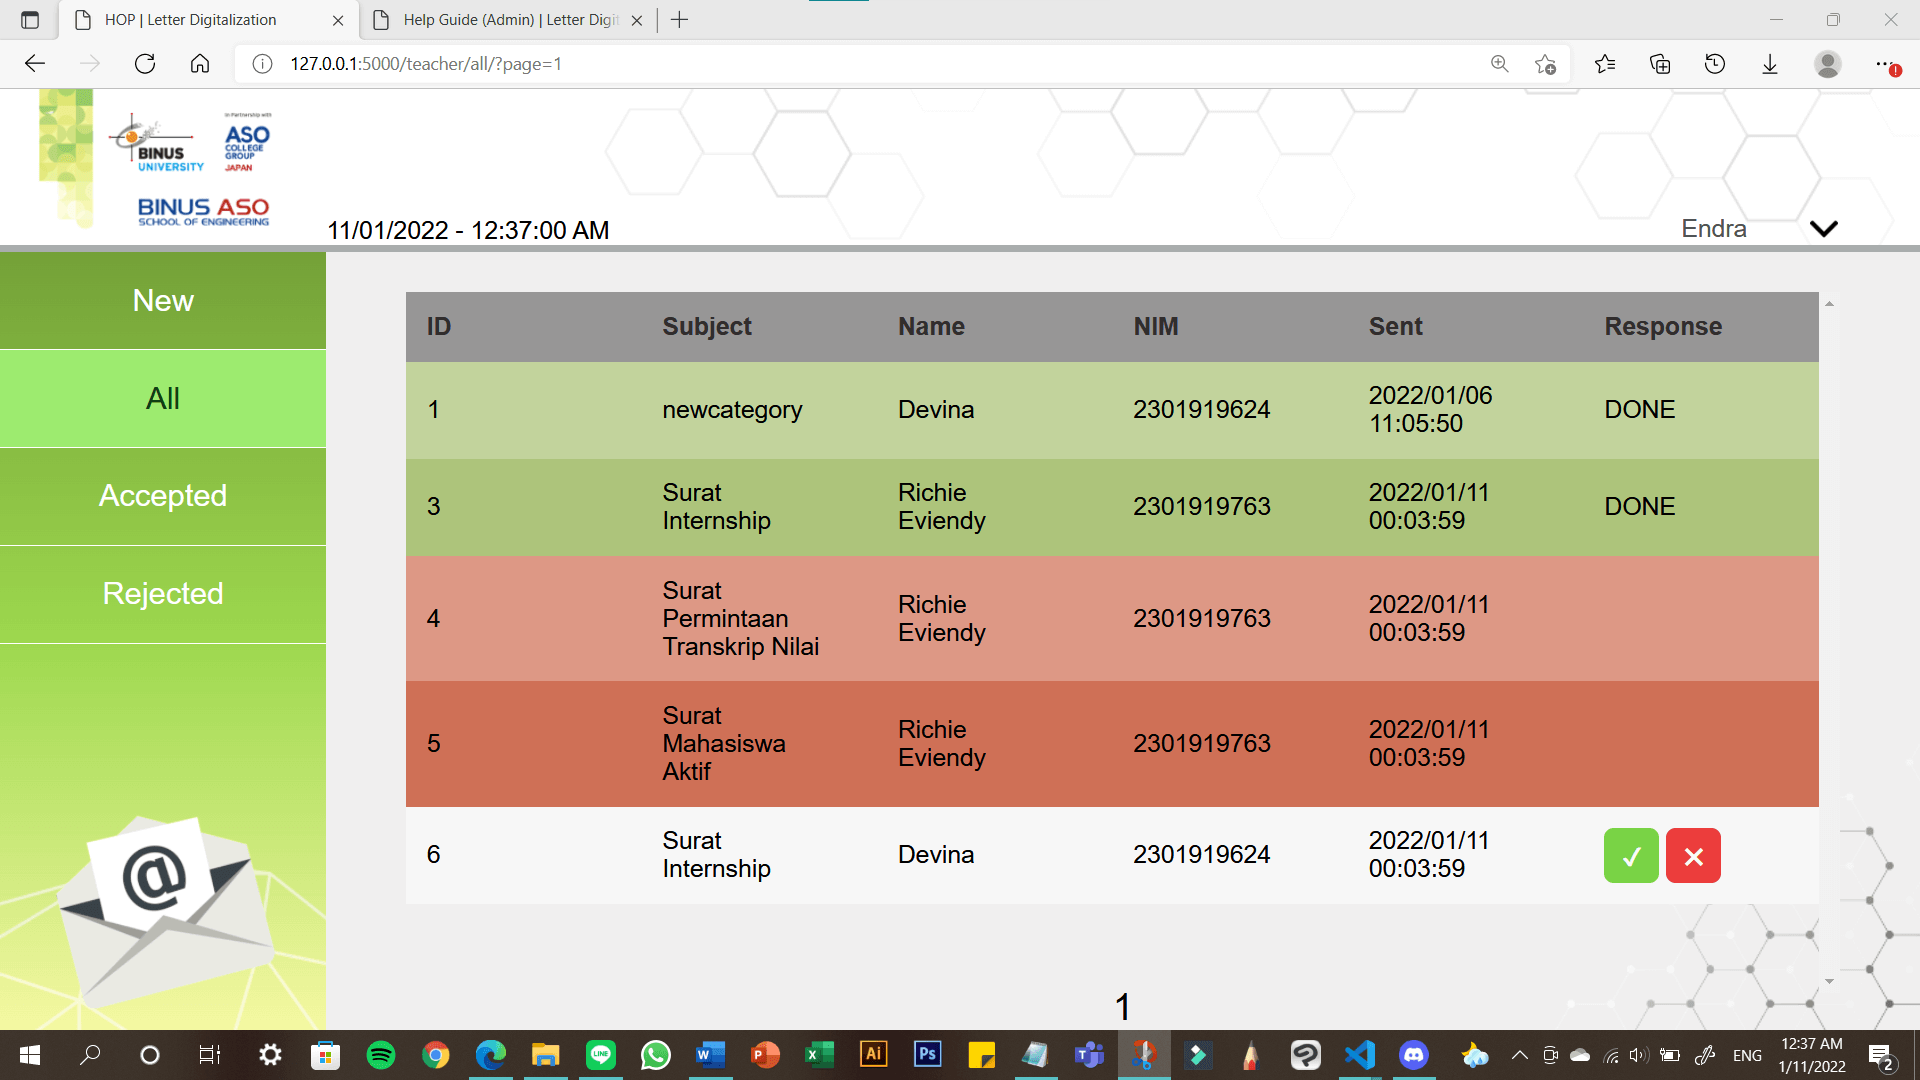 HOP | Letter Digitalization
Help Guide (Admin) | Letter Digit
127.0.0.1:5000/teacher/all/?page=1
In Partnership with
BINUS
UNIVERSITY
ASO
COLLEGE
GROUP
JAPAN
BINUS ASO
SCHOOL OF ENGINEERING
11/01/2022 - 12:37:00 AM
Endra
New
All
Accepted
Rejected
ID Subject Name NIM Sent Response
1 newcategory Devina 2301919624 2022/01/06 11:05:50 DONE
3 Surat Internship Richie Eviendy 2301919763 2022/01/11 00:03:59 DONE
4 Surat Permintaan Transkrip Nilai Richie Eviendy 2301919763 2022/01/11 00:03:59
5 Surat Mahasiswa Aktif Richie Eviendy 2301919763 2022/01/11 00:03:59
6 Surat Internship Devina 2301919624 2022/01/11 00:03:59
1
LINE
W
P
X
Ai
Ps
ENG
12:37 AM
1/11/2022
2